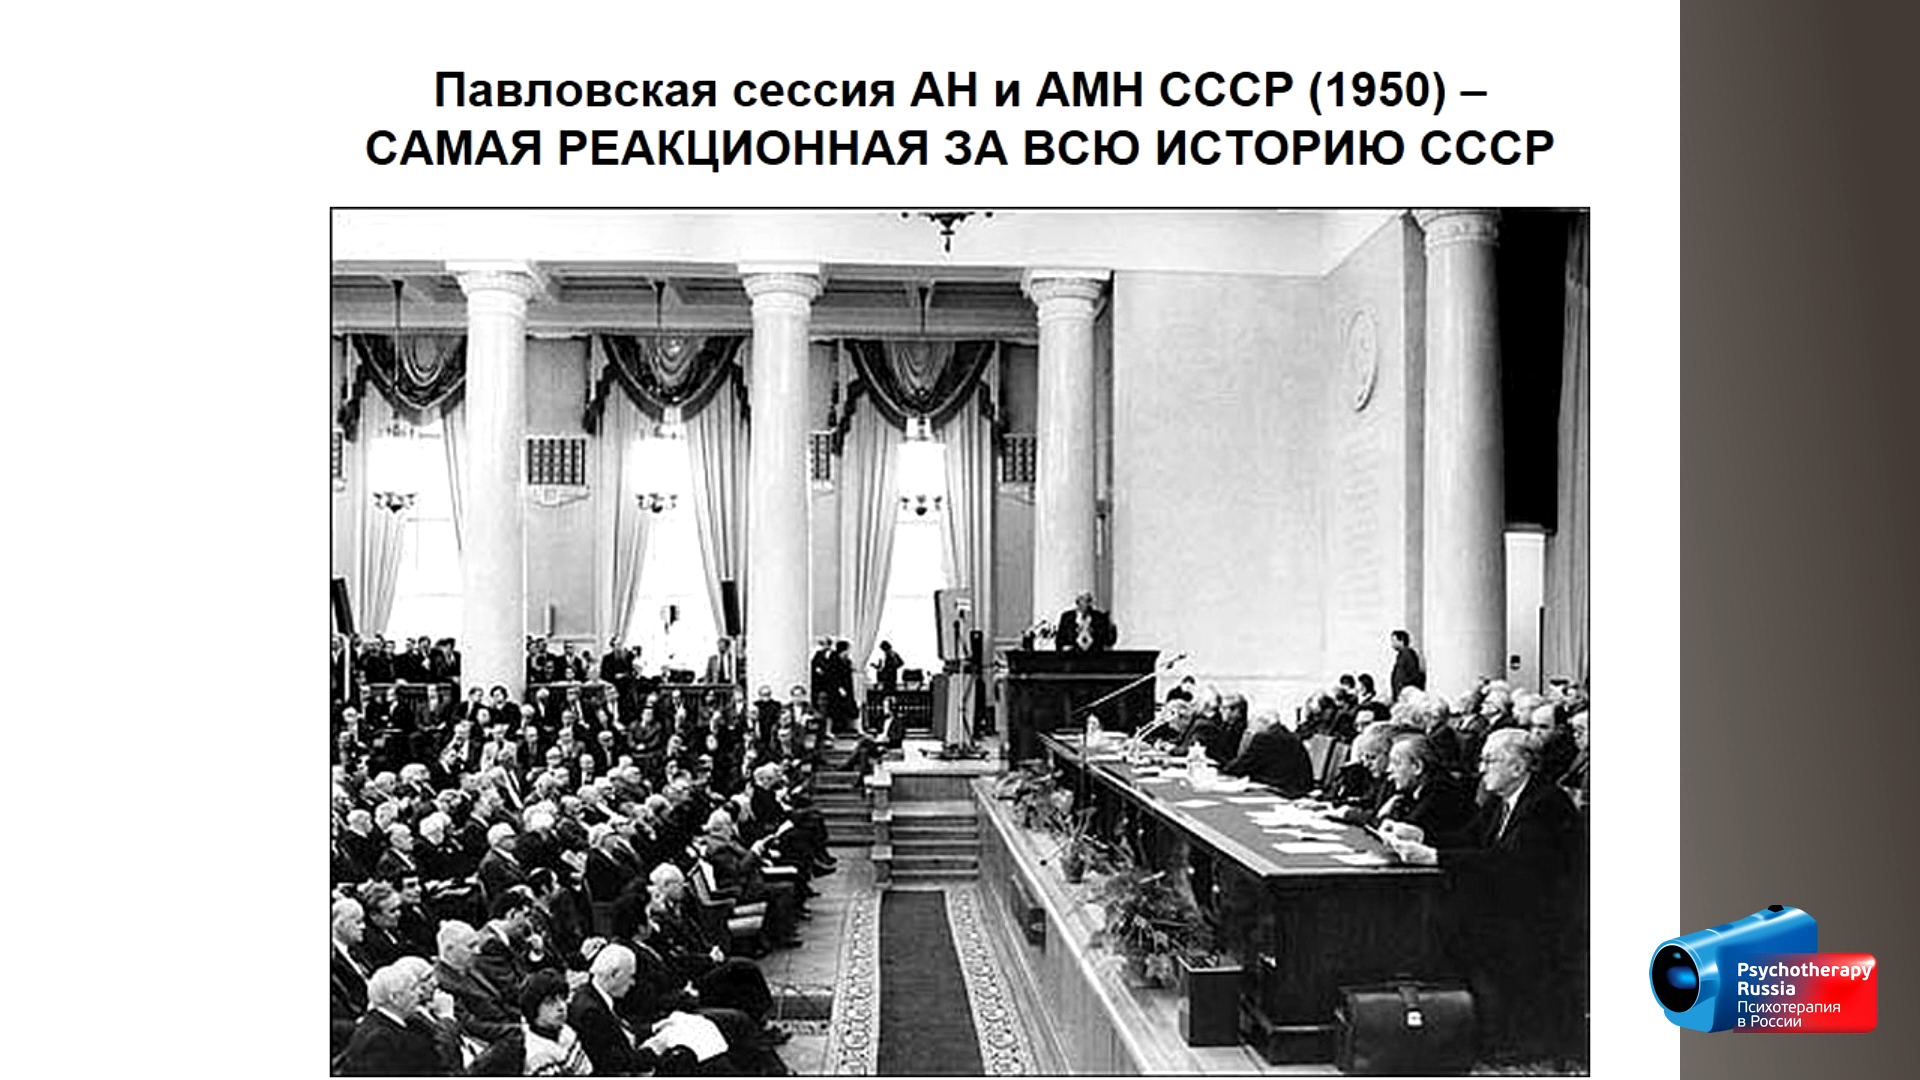 Павловская сессия АН и АМН СССР (1950) –
САМАЯ РЕАКЦИОННАЯ ЗА ВСЮ ИСТОРИЮ СССР
Psychotherapy
Russia
Психотерапия
в России